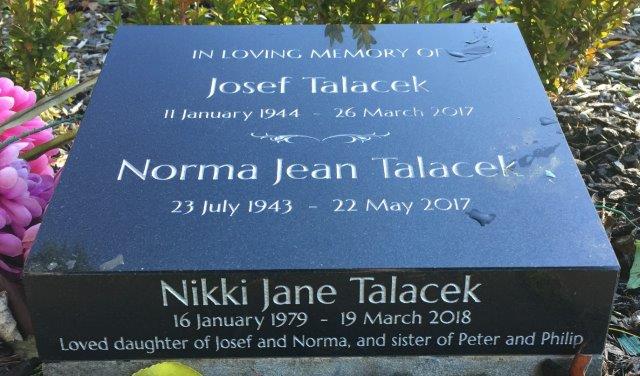 IN LOVING MEMORY OF
Josef Talacek
11 January 1944 - 26 March 2017
Norma Jean Talacek
23 July 1943 - 22 May 2017
Nikki Jane Talacek
16 January 1979 - 19 March 2018
Loved daughter of Josef and Norma, and sister of Peter and Philip